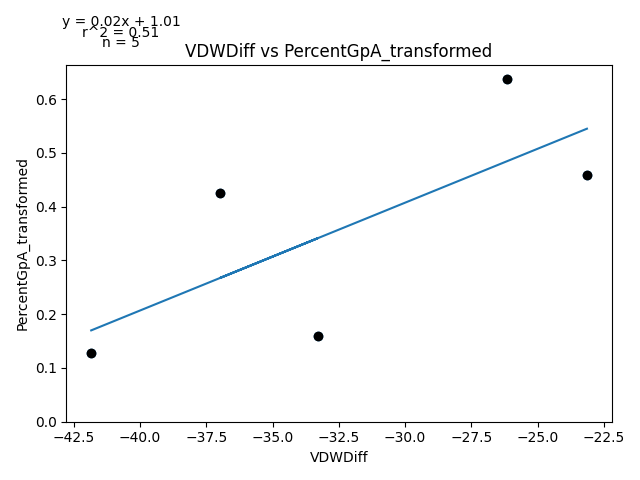 y = 0.02x + 1.01
r^2 = 0.51
n = 5
VDWDiff vs PercentGpA_transformed
PercentGpA_transformed
0.6
0.5
0.4
0.3
0.2
0.1
0.0
−42.5 −40.0 −37.5 −35.0 −32.5 −30.0 −27.5 −25.0 −22.5
VDWDiff